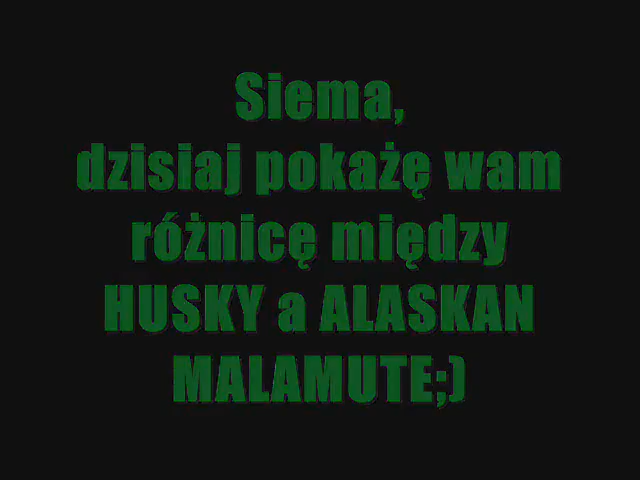 Siema,
dzisiaj pokażę wam
różnicę między
HUSKY a ALASKAN
MALAMUTE;)